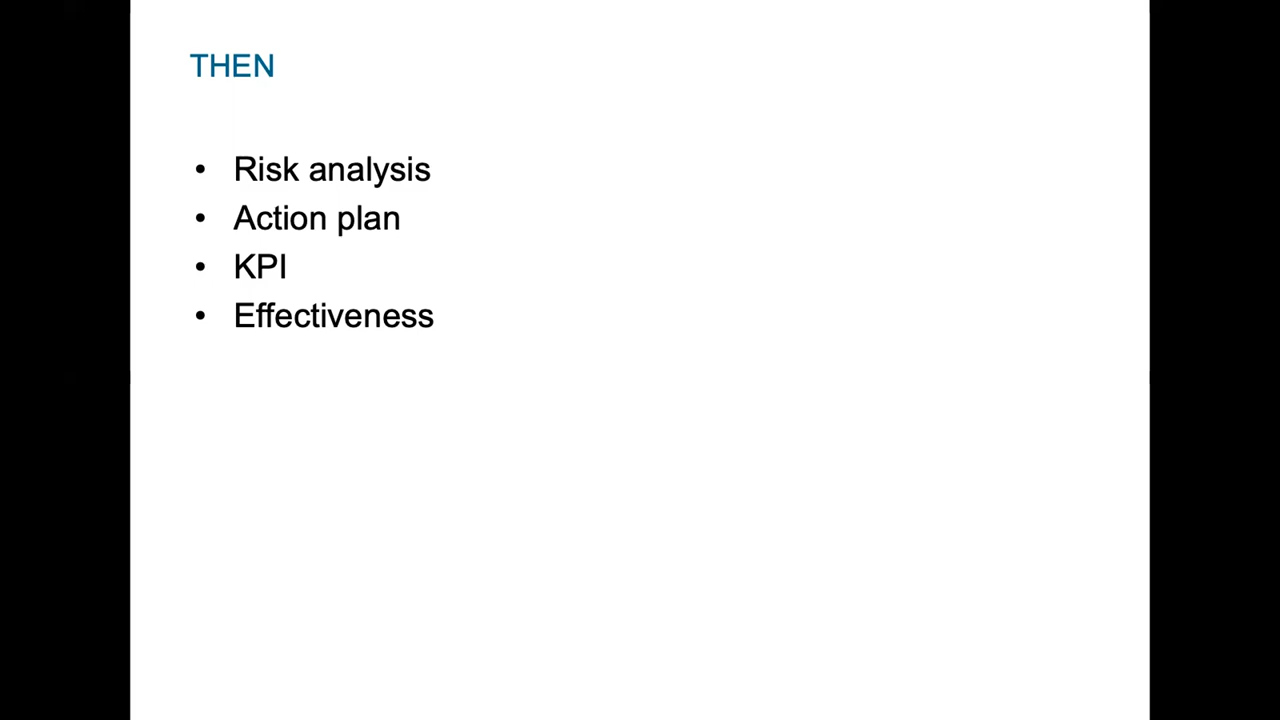 THEN
• Risk analysis
• Action plan
• KPI
• Effectiveness